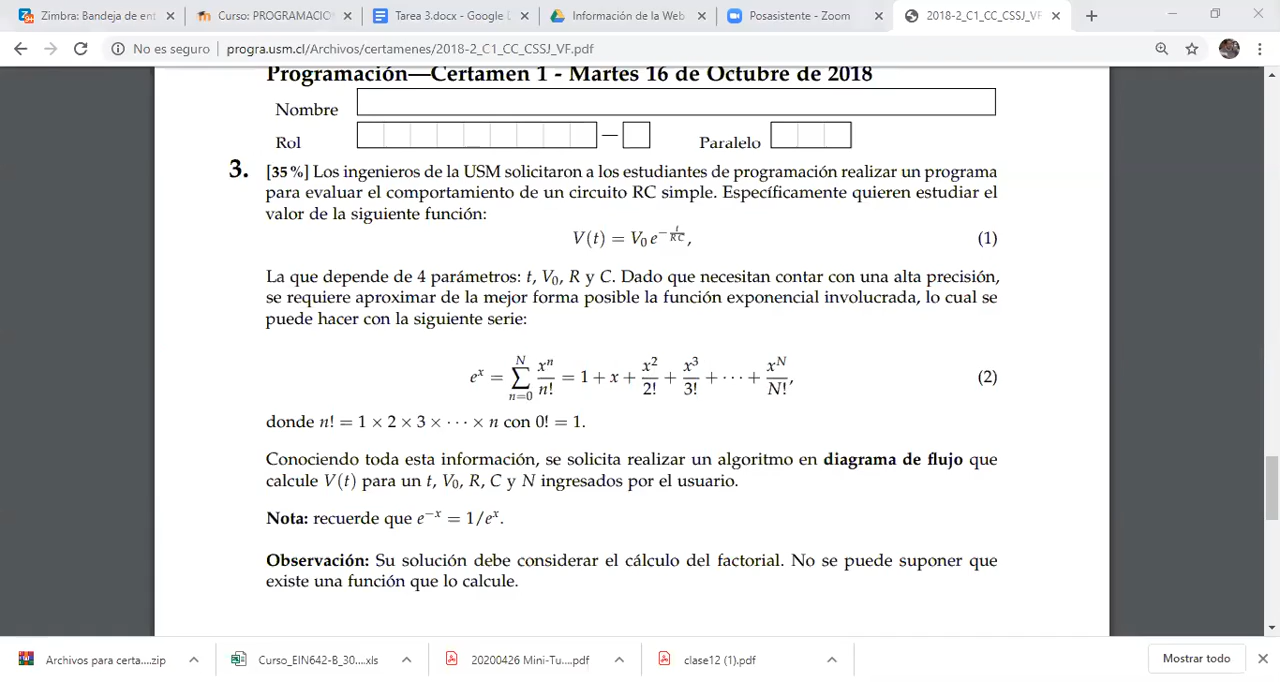 Zimbra: Bandeja de ent
Curso: PROGRAMACIO
Tarea 3.docx - Google D
Información de la Web
Posasistente - Zoom
2018-2_C1_CC_CSSJ_VF.pdf
No es seguro | progra.usm.cl/Archivos/certamenes/2018-2_C1_CC_CSSJ_VF.pdf
Programación—Certamen 1 - Martes 16 de Octubre de 2018
Nombre
Rol — Paralelo
3. [35 %] Los ingenieros de la USM solicitaron a los estudiantes de programación realizar un programa
para evaluar el comportamiento de un circuito RC simple. Específicamente quieren estudiar el
valor de la siguiente función:
V(t) = V₀ e^{−t/RC}, (1)
La que depende de 4 parámetros: t, V₀, R y C. Dado que necesitan contar con una alta precisión,
se requiere aproximar de la mejor forma posible la función exponencial involucrada, lo cual se
puede hacer con la siguiente serie:
e^x = ∑_{n=0}^{N} x^n/n! = 1 + x + x²/2! + x³/3! + ⋯ + x^N/N!, (2)
donde n! = 1 × 2 × 3 × ⋯ × n con 0! = 1.
Conociendo toda esta información, se solicita realizar un algoritmo en diagrama de flujo que
calcule V(t) para un t, V₀, R, C y N ingresados por el usuario.
Nota: recuerde que e^{−x} = 1/e^x.
Observación: Su solución debe considerar el cálculo del factorial. No se puede suponer que
existe una función que lo calcule.
Archivos para certa....zip
Curso_EIN642-B_30....xls
20200426 Mini-Tu....pdf
clase12 (1).pdf
Mostrar todo